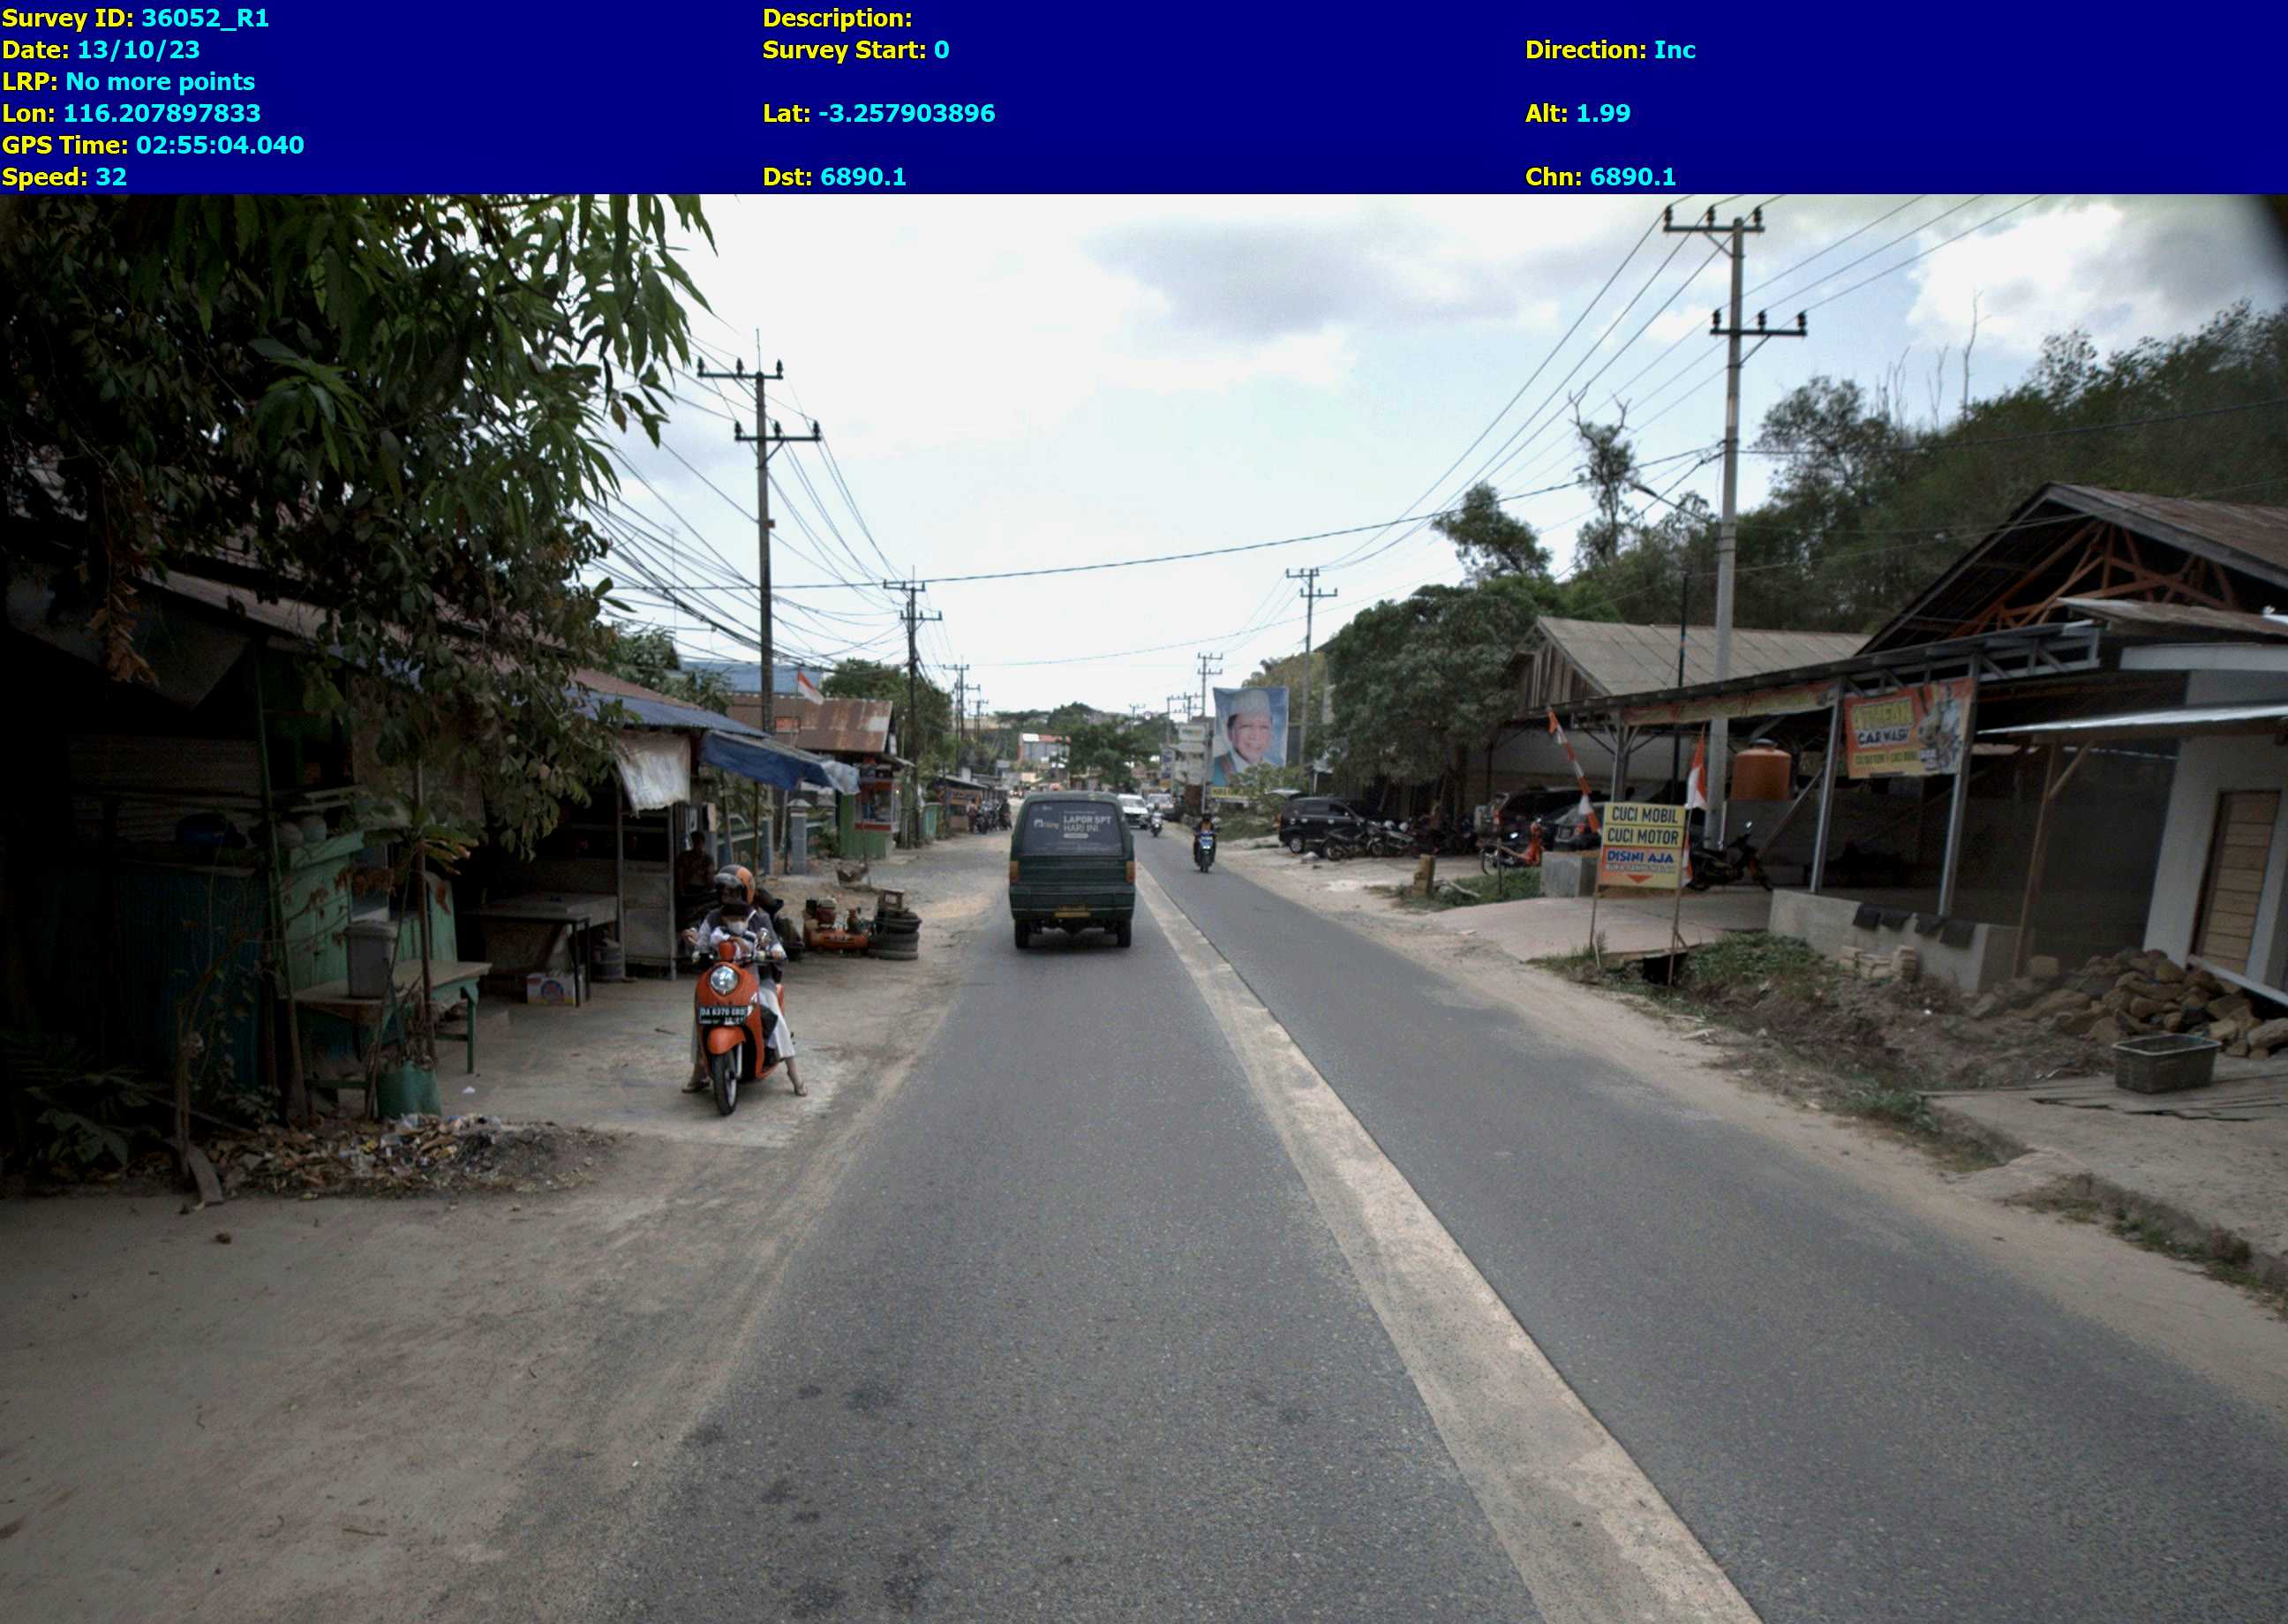 Survey ID: 36052_R1
Description:
Date: 13/10/23
Survey Start: 0
Direction: Inc
LRP: No more points
Lon: 116.207897833
Lat: -3.257903896
Alt: 1.99
GPS Time: 02:55:04.040
Speed: 32
Dst: 6890.1
Chn: 6890.1
LAPOR SPT
HARI INI.
CAR WASH
CUCI MOBIL
CUCI MOTOR
DISINI AJA